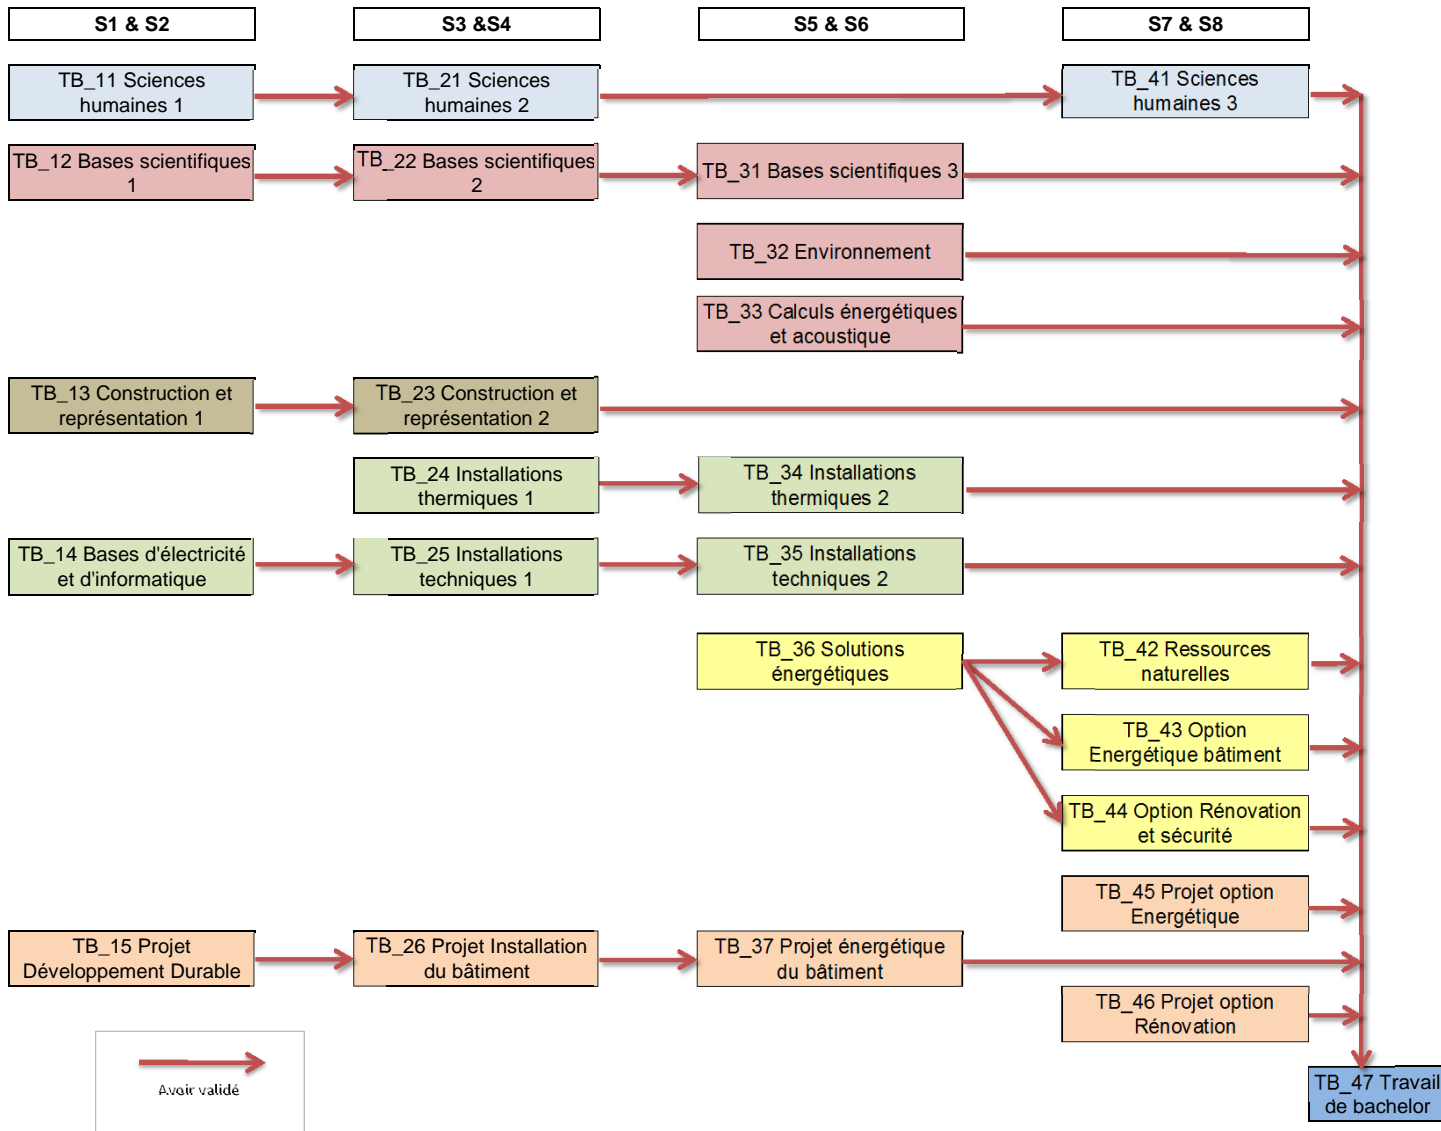 S1 & S2
S3 &S4
S5 & S6
S7 & S8
TB_11 Sciences
humaines 1
TB_21 Sciences
humaines 2
TB_41 Sciences
humaines 3
TB_12 Bases scientifiques
1
TB_22 Bases scientifiques
2
TB_31 Bases scientifiques 3
TB_32 Environnement
TB_33 Calculs énergétiques
et acoustique
TB_13 Construction et
représentation 1
TB_23 Construction et
représentation 2
TB_24 Installations
thermiques 1
TB_34 Installations
thermiques 2
TB_14 Bases d'électricité
et d'informatique
TB_25 Installations
techniques 1
TB_35 Installations
techniques 2
TB_36 Solutions
énergétiques
TB_42 Ressources
naturelles
TB_43 Option
Energétique bâtiment
TB_44 Option Rénovation
et sécurité
TB_45 Projet option
Energétique
TB_15 Projet
Développement Durable
TB_26 Projet Installation
du bâtiment
TB_37 Projet énergétique
du bâtiment
TB_46 Projet option
Rénovation
Avoir validé
TB_47 Travail
de bachelor